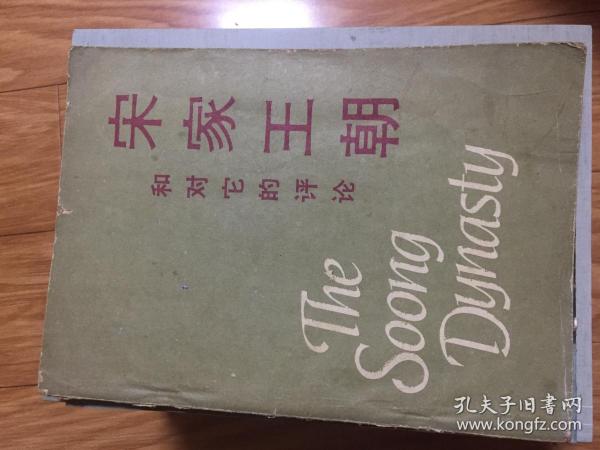 宋家王朝
和对它的评论
The
Soong
Dynasty
孔夫子旧书网
www.kongfz.com